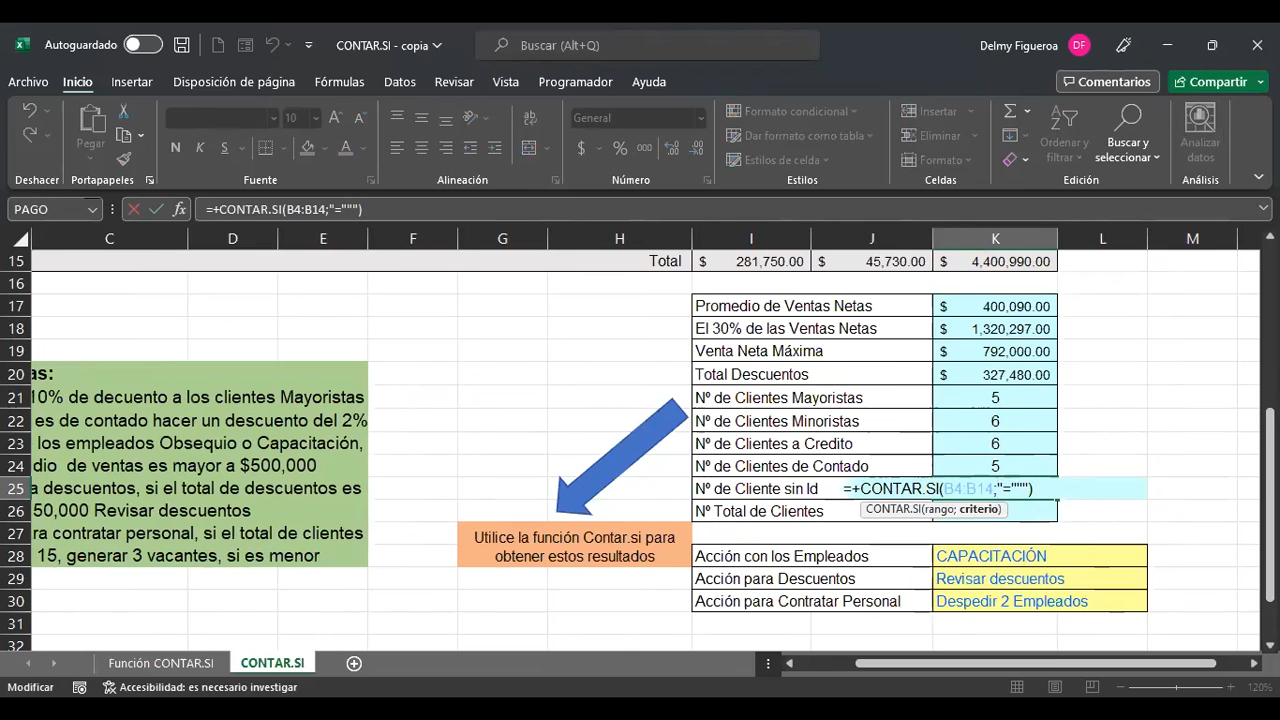 Autoguardado
CONTAR.SI - copia
Buscar (Alt+Q)
Delmy Figueroa
DF
Archivo Inicio Insertar Disposición de página Fórmulas Datos Revisar Vista Programador Ayuda
Comentarios
Compartir
Pegar
10
General
Formato condicional
Dar formato como tabla
Estilos de celda
Insertar
Eliminar
Formato
Ordenar y filtrar
Buscar y seleccionar
Analizar datos
Deshacer Portapapeles Fuente Alineación Número Estilos Celdas Edición Análisis
PAGO
=+CONTAR.SI(B4:B14;"=""")
C D E F G H I J K L M
15 Total $ 281,750.00 $ 45,730.00 $ 4,400,990.00
16
17 Promedio de Ventas Netas $ 400,090.00
18 El 30% de las Ventas Netas $ 1,320,297.00
19 Venta Neta Máxima $ 792,000.00
20 as: Total Descuentos $ 327,480.00
21 10% de decuento a los clientes Mayoristas Nº de Clientes Mayoristas 5
22 es de contado hacer un descuento del 2% Nº de Clientes Minoristas 6
23 los empleados Obsequio o Capacitación, Nº de Clientes a Credito 6
24 dio de ventas es mayor a $500,000 Nº de Clientes de Contado 5
25 a descuentos, si el total de descuentos es Nº de Cliente sin Id =+CONTAR.SI(B4:B14;"=""")
CONTAR.SI(rango; criterio)
26 50,000 Revisar descuentos Nº Total de Clientes
27 ra contratar personal, si el total de clientes
28 15, generar 3 vacantes, si es menor
Utilice la función Contar.si para
obtener estos resultados
Acción con los Empleados CAPACITACIÓN
29 Acción para Descuentos Revisar descuentos
30 Acción para Contratar Personal Despedir 2 Empleados
31
32
Función CONTAR.SI
CONTAR.SI
Modificar
Accesibilidad: es necesario investigar
120%